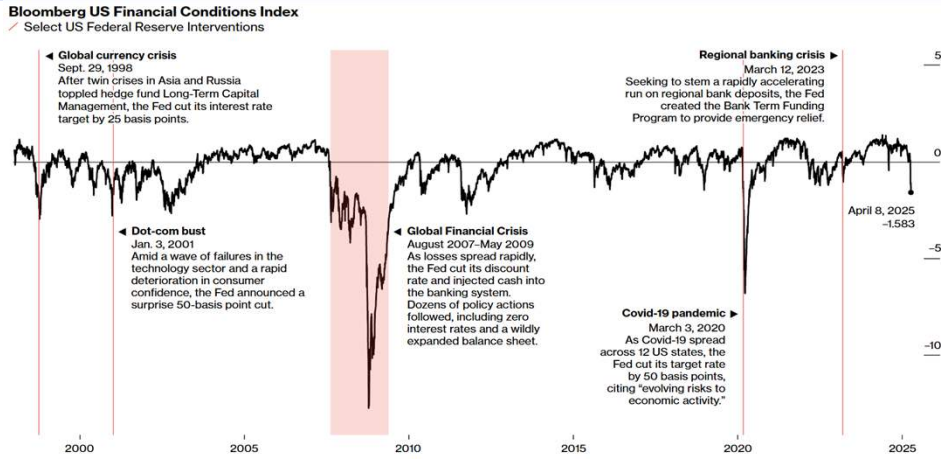 Bloomberg US Financial Conditions Index
Select US Federal Reserve Interventions
Global currency crisis
Sept. 29, 1998
After twin crises in Asia and Russia
toppled hedge fund Long-Term Capital
Management, the Fed cut its interest rate
target by 25 basis points.
Regional banking crisis
March 12, 2023
Seeking to stem a rapidly accelerating
run on regional bank deposits, the Fed
created the Bank Term Funding
Program to provide emergency relief.
5
0
April 8, 2025
–1.583
Dot-com bust
Jan. 3, 2001
Amid a wave of failures in the
technology sector and a rapid
deterioration in consumer
confidence, the Fed announced a
surprise 50-basis point cut.
Global Financial Crisis
August 2007–May 2009
As losses spread rapidly,
the Fed cut its discount
rate and injected cash into
the banking system.
Dozens of policy actions
followed, including zero
interest rates and a wildly
expanded balance sheet.
–5
Covid-19 pandemic
March 3, 2020
As Covid-19 spread
across 12 US states, the
Fed cut its target rate
by 50 basis points,
citing “evolving risks to
economic activity.”
–10
2000
2005
2010
2015
2020
2025